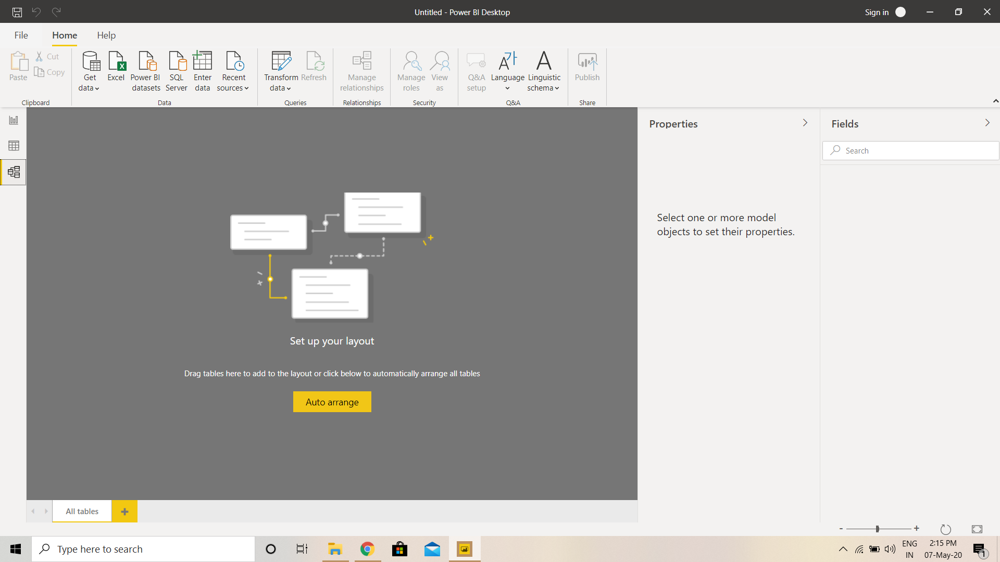 Untitled - Power BI Desktop
Sign in
File
Home
Help
Paste
Cut
Copy
Clipboard
Get
data
Excel
Power BI
datasets
SQL
Server
Enter
data
Recent
sources
Data
Transform
data
Refresh
Queries
Manage
relationships
Relationships
Manage
roles
View
as
Security
Q&A
setup
Language
Linguistic
schema
Q&A
Publish
Share
Properties
Fields
Search
Select one or more model
objects to set their properties.
Set up your layout
Drag tables here to add to the layout or click below to automatically arrange all tables
Auto arrange
All tables
Type here to search
ENG
IN
2:15 PM
07-May-20
1